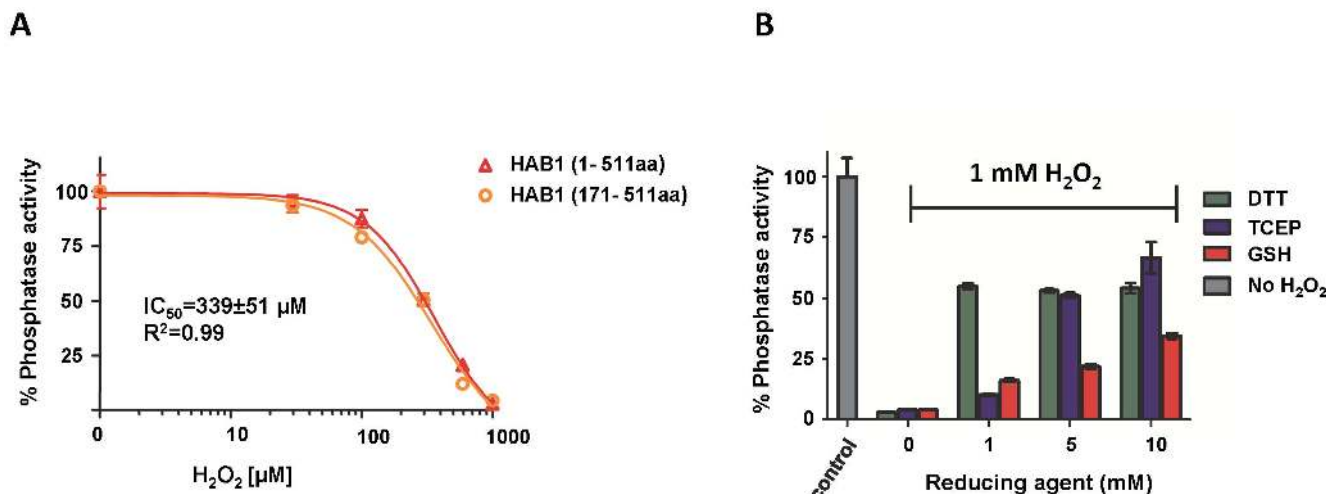 A
B
% Phosphatase activity
100
75
50
25
IC50=339±51 µM
R²=0.99
HAB1 (1- 511aa)
HAB1 (171- 511aa)
0
10
100
1000
H₂O₂ [µM]
% Phosphatase activity
100
75
50
25
0
1 mM H₂O₂
DTT
TCEP
GSH
No H₂O₂
control
0
1
5
10
Reducing agent (mM)